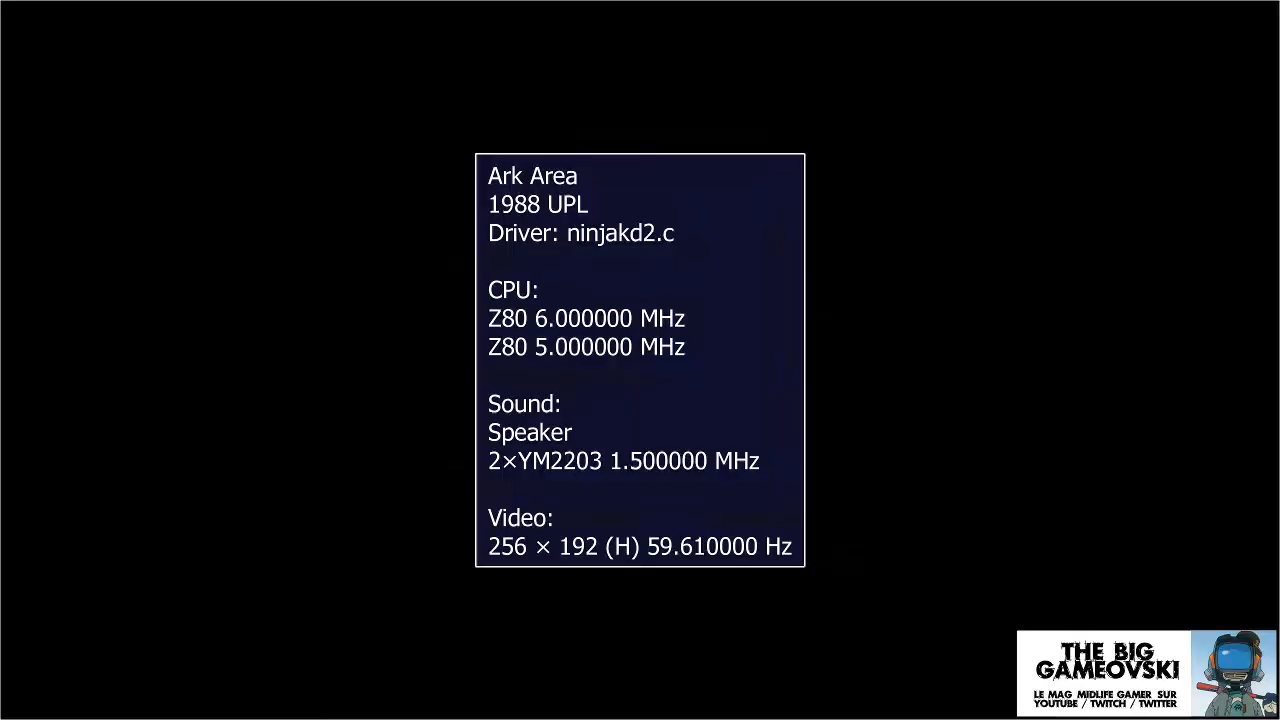 Ark Area
1988 UPL
Driver: ninjakd2.c
CPU:
Z80 6.000000 MHz
Z80 5.000000 MHz
Sound:
Speaker
2×YM2203 1.500000 MHz
Video:
256 × 192 (H) 59.610000 Hz
THE BIG
GAMEOVSKI
LE MAG MIDLIFE GAMER SUR
YOUTUBE / TWITCH / TWITTER